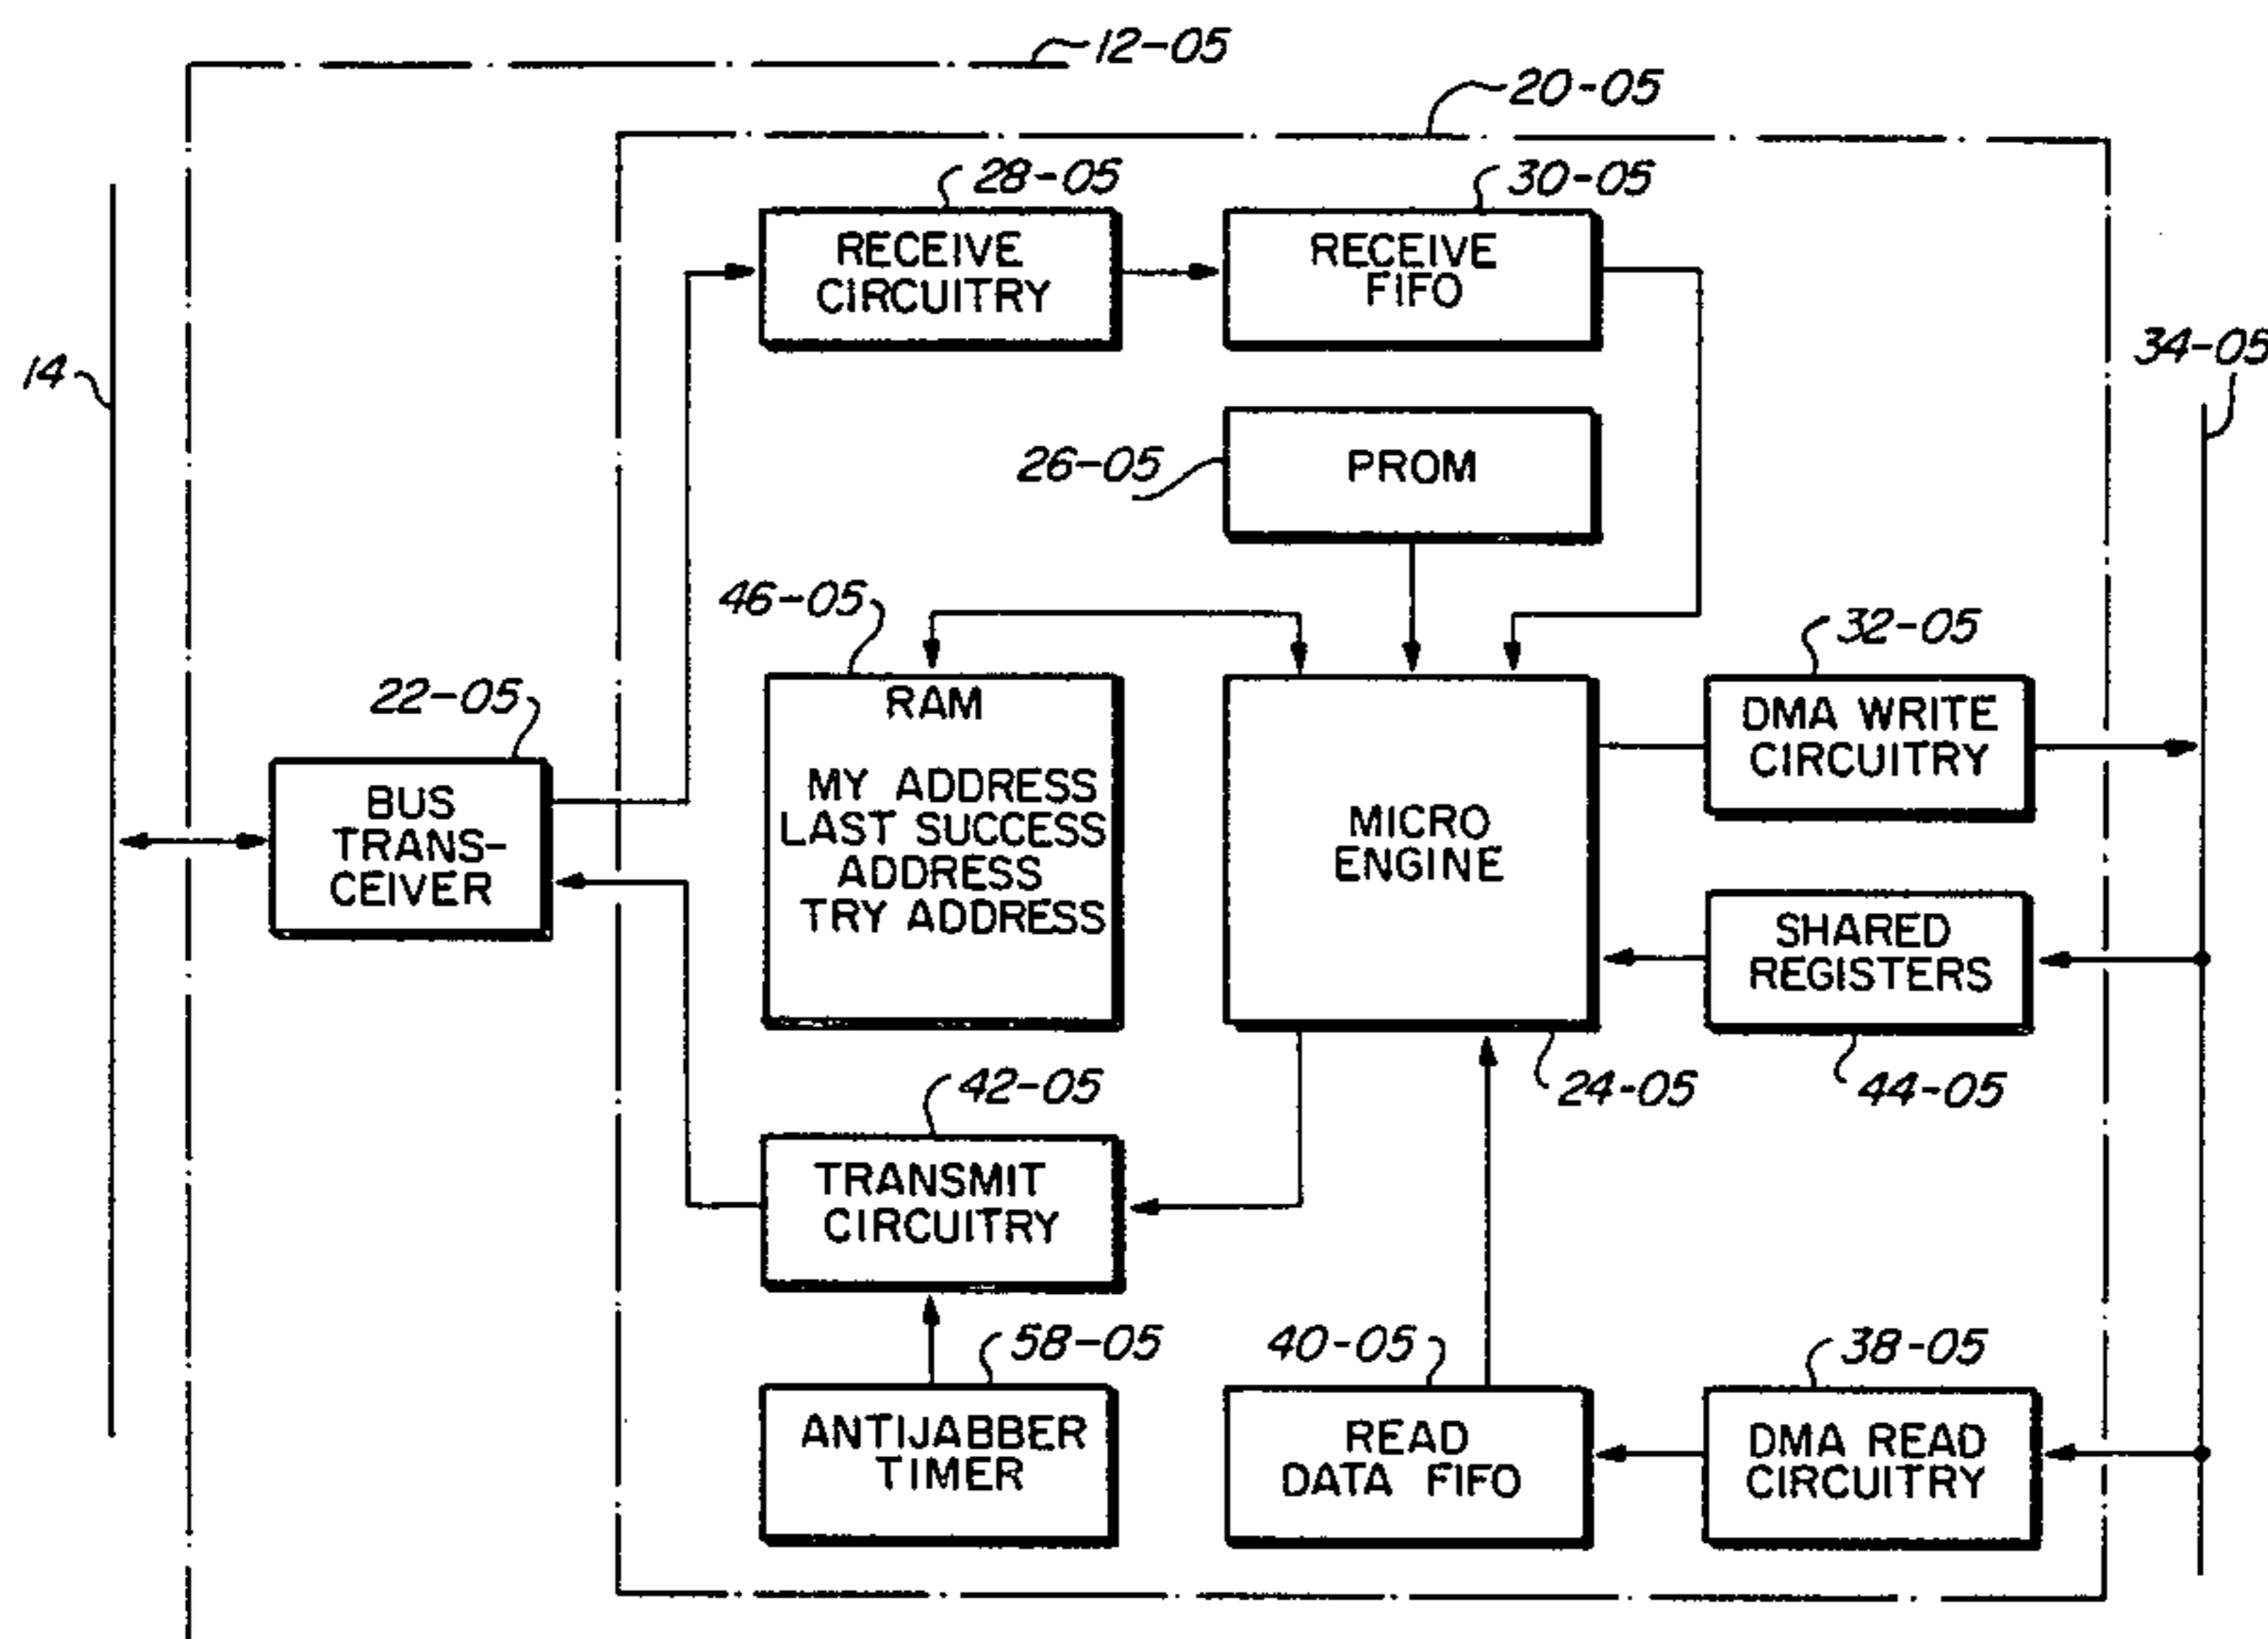 12-05
20-05
28-05
30-05
RECEIVE
CIRCUITRY
RECEIVE
FIFO
34-05
14
26-05
PROM
46-05
32-05
22-05
RAM
MY ADDRESS
LAST SUCCESS
ADDRESS
TRY ADDRESS
MICRO
ENGINE
DMA WRITE
CIRCUITRY
BUS
TRANS-
CEIVER
SHARED
REGISTERS
42-05
24-05
44-05
TRANSMIT
CIRCUITRY
58-05
40-05
38-05
ANTIJABBER
TIMER
READ
DATA FIFO
DMA READ
CIRCUITRY